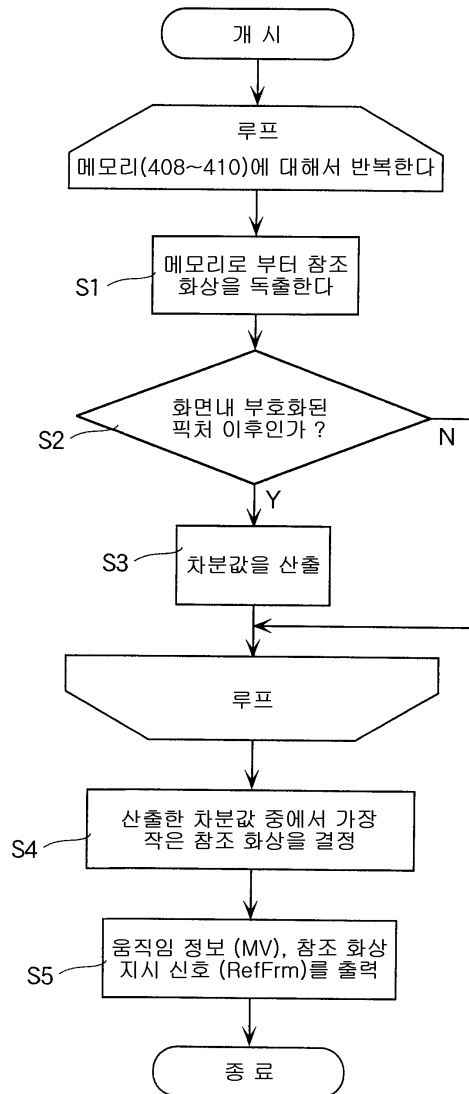 개 시
루프
메모리(408~410)에 대해서 반복한다
S1
메모리로 부터 참조
화상을 독출한다
S2
화면내 부호화된
픽처 이후인가 ?
N
Y
S3
차분값을 산출
루프
S4
산출한 차분값 중에서 가장
작은 참조 화상을 결정
S5
움직임 정보 (MV), 참조 화상
지시 신호 (RefFrm)를 출력
종 료